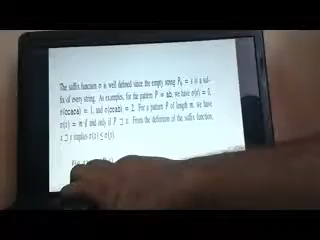 The suffix function σ is well defined since the empty string P₀ = ε is a suf-
fix of every string. As examples, for the pattern P = ab, we have σ(ε) = 0,
σ(ccaca) = 1, and σ(ccab) = 2. For a pattern P of length m, we have
σ(x) = m if and only if P ⊐ x. From the definition of the suffix function,
x ⊐ y implies σ(x) ≤ σ(y).